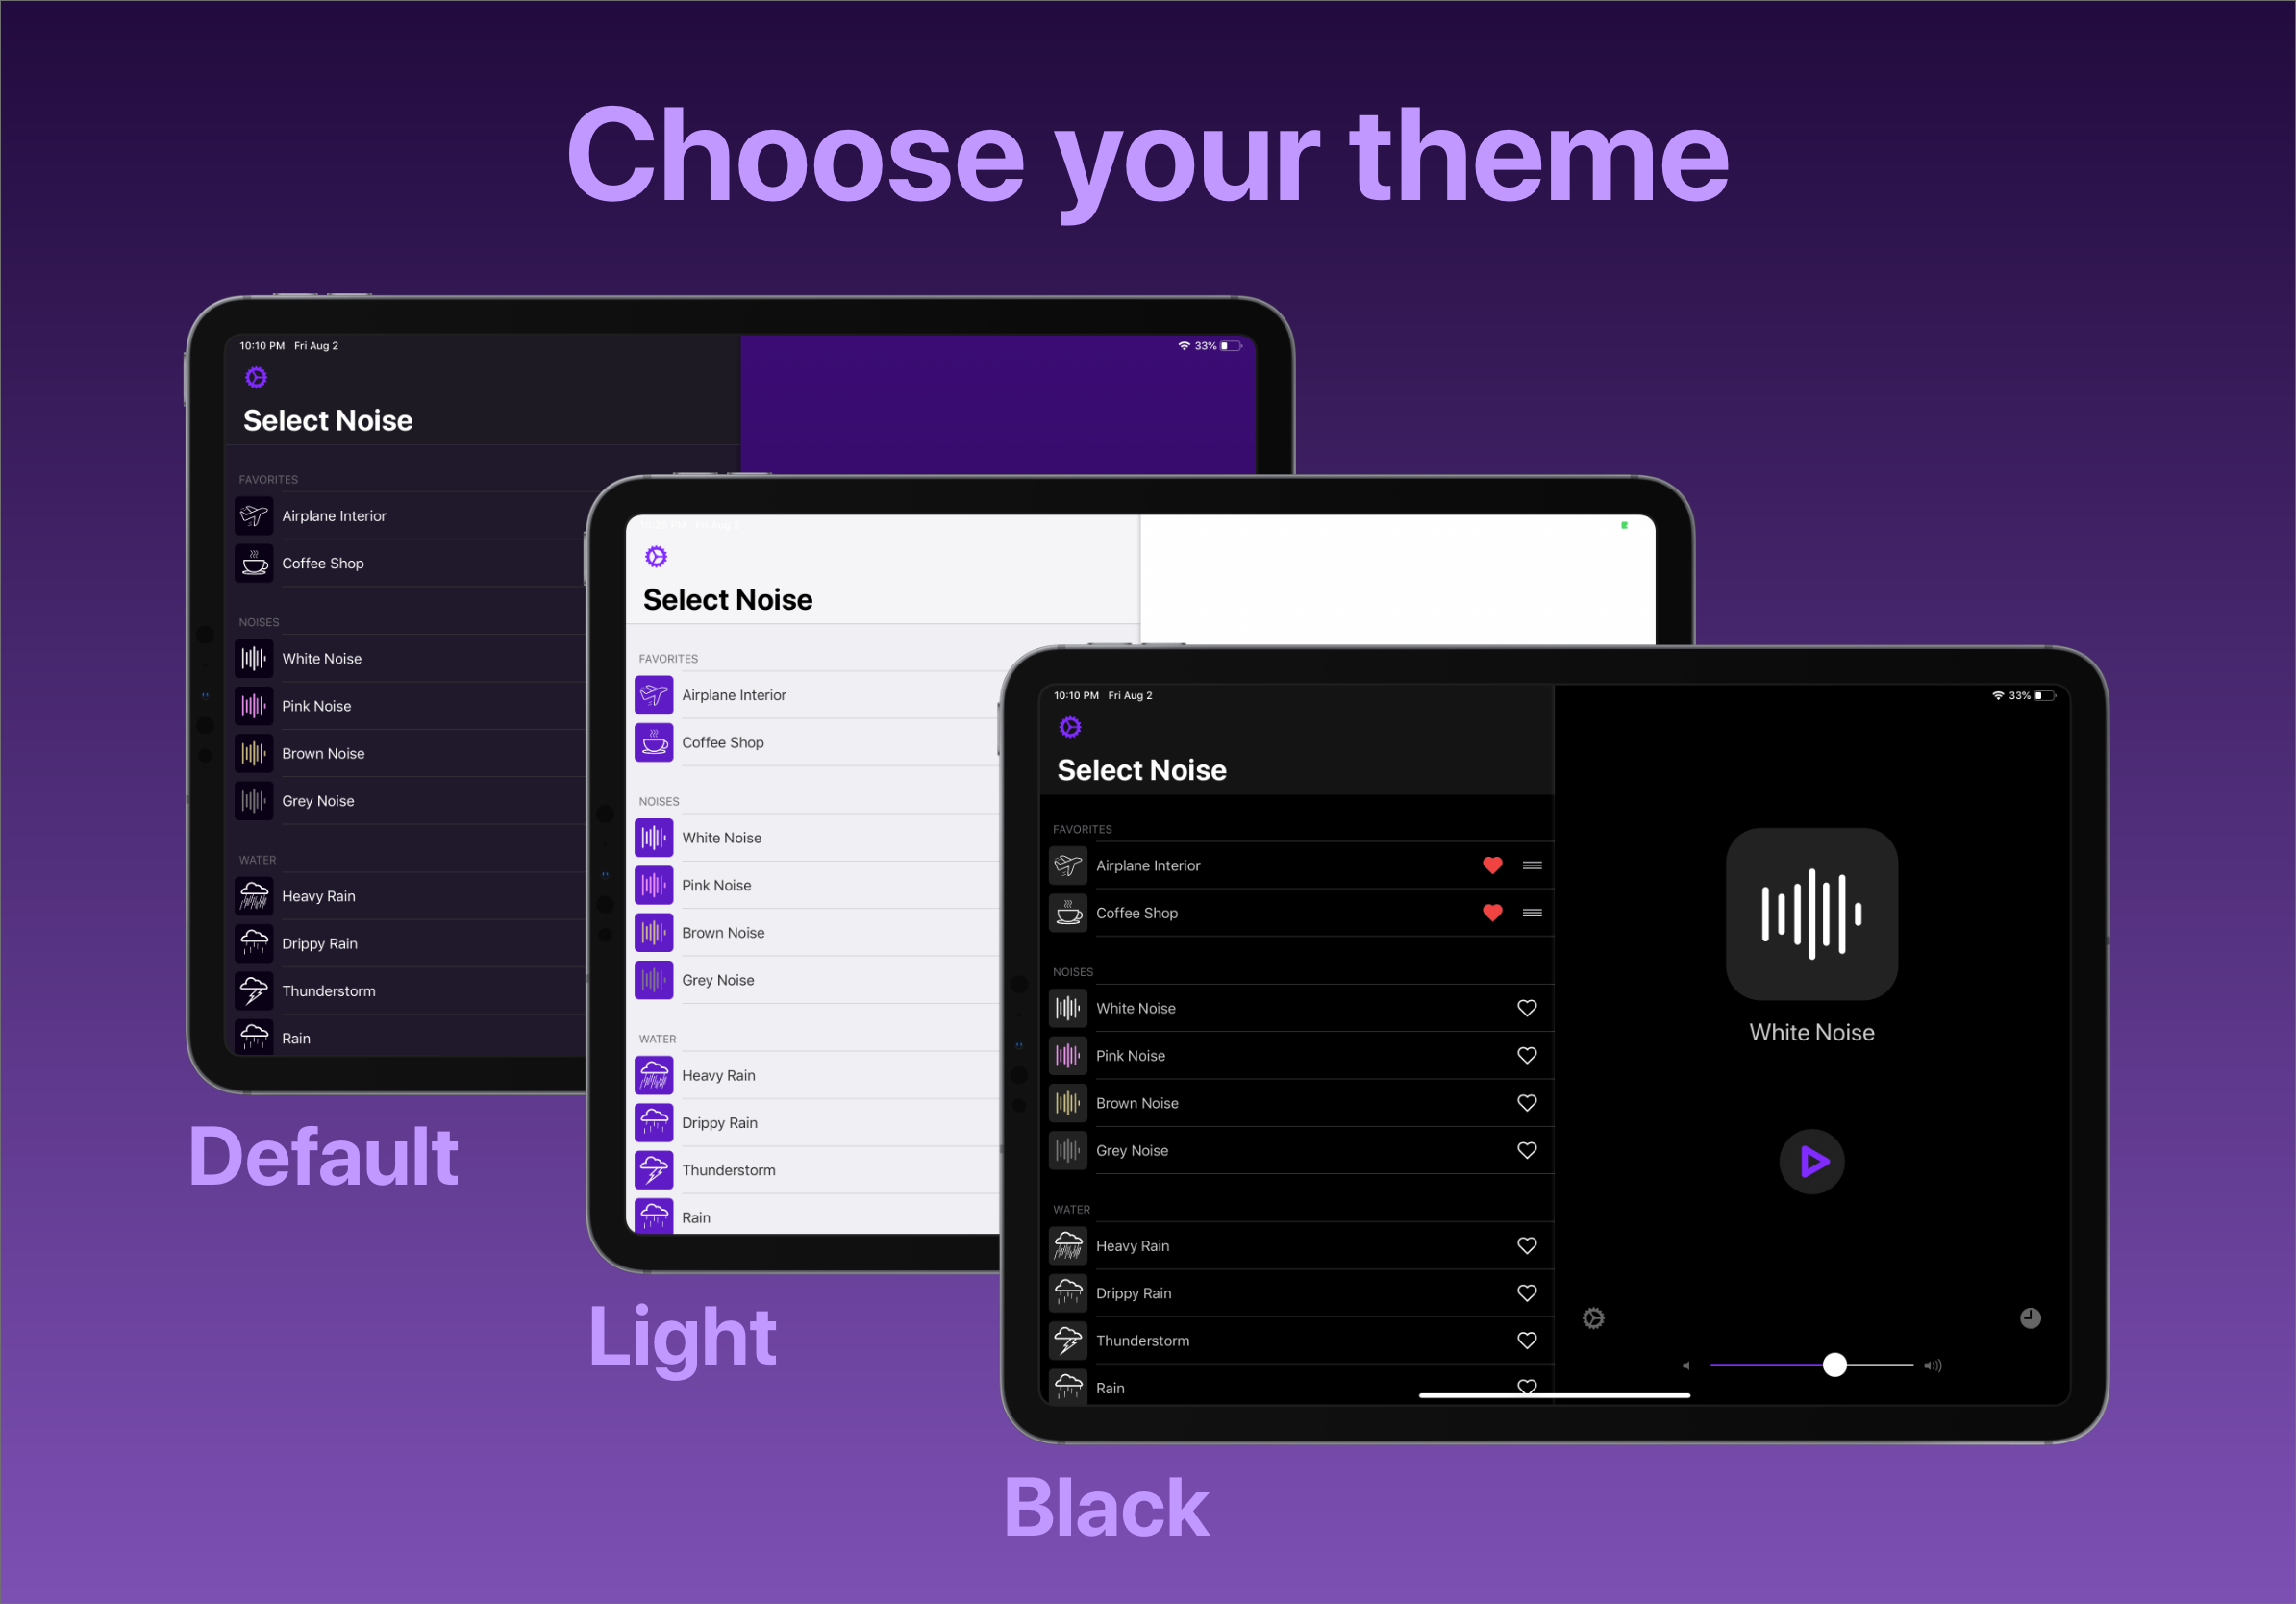 Choose your theme
10:10 PM Fri Aug 2
33%
Select Noise
FAVORITES
Airplane Interior
Coffee Shop
NOISES
White Noise
Pink Noise
Brown Noise
Grey Noise
WATER
Heavy Rain
Drippy Rain
Thunderstorm
Rain
Default
Select Noise
FAVORITES
Airplane Interior
Coffee Shop
NOISES
White Noise
Pink Noise
Brown Noise
Grey Noise
WATER
Heavy Rain
Drippy Rain
Thunderstorm
Rain
Light
10:10 PM Fri Aug 2
33%
Select Noise
FAVORITES
Airplane Interior
Coffee Shop
NOISES
White Noise
Pink Noise
Brown Noise
Grey Noise
WATER
Heavy Rain
Drippy Rain
Thunderstorm
Rain
White Noise
Black